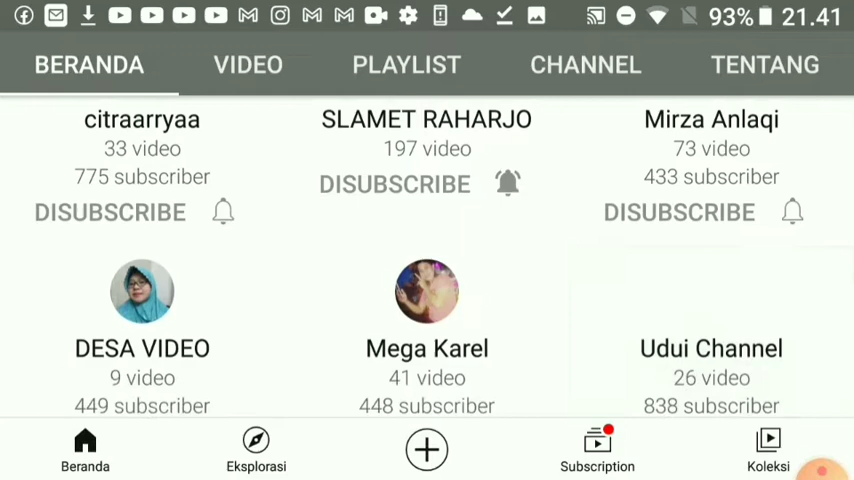 93% 21.41
BERANDA VIDEO PLAYLIST CHANNEL TENTANG
citraarryaa
33 video
775 subscriber
DISUBSCRIBE
SLAMET RAHARJO
197 video
DISUBSCRIBE
Mirza Anlaqi
73 video
433 subscriber
DISUBSCRIBE
DESA VIDEO
9 video
449 subscriber
Mega Karel
41 video
448 subscriber
Udui Channel
26 video
838 subscriber
Beranda Eksplorasi Subscription Koleksi